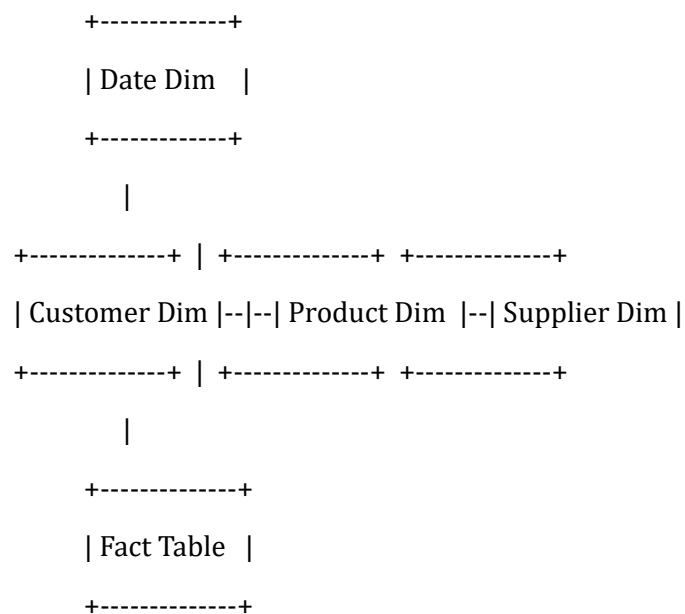 +-------------+
| Date Dim |
+-------------+
|
+--------------+ | +--------------+ +--------------+
| Customer Dim |--|--| Product Dim |--| Supplier Dim |
+--------------+ | +--------------+ +--------------+
|
+--------------+
| Fact Table |
+--------------+